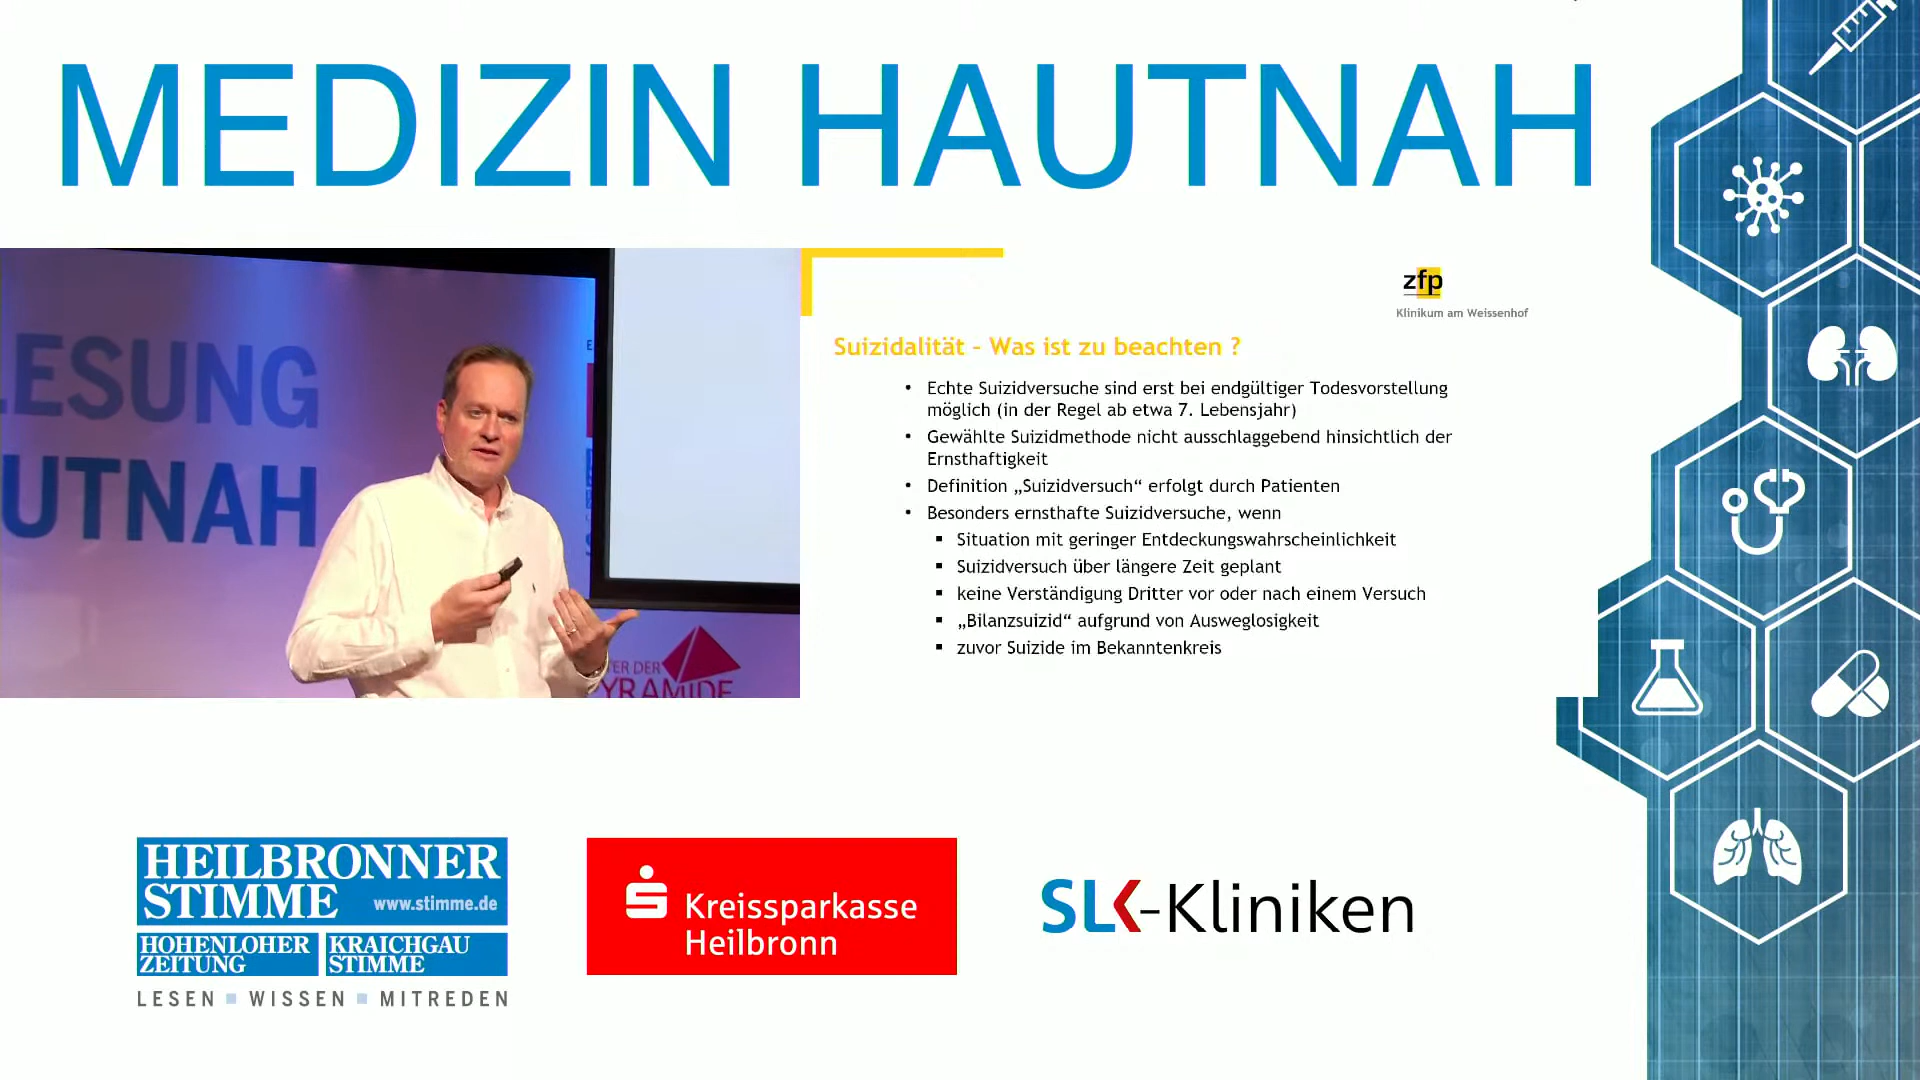 MEDIZIN HAUTNAH
LESUNG
UTNAH
TER DER
YRAMIDE
zfp
Klinikum am Weissenhof
Suizidalität - Was ist zu beachten ?
• Echte Suizidversuche sind erst bei endgültiger Todesvorstellung
möglich (in der Regel ab etwa 7. Lebensjahr)
• Gewählte Suizidmethode nicht ausschlaggebend hinsichtlich der
Ernsthaftigkeit
• Definition „Suizidversuch“ erfolgt durch Patienten
• Besonders ernsthafte Suizidversuche, wenn
▪ Situation mit geringer Entdeckungswahrscheinlichkeit
▪ Suizidversuch über längere Zeit geplant
▪ keine Verständigung Dritter vor oder nach einem Versuch
▪ „Bilanzsuizid“ aufgrund von Ausweglosigkeit
▪ zuvor Suizide im Bekanntenkreis
HEILBRONNER
STIMME www.stimme.de
HOHENLOHER
ZEITUNG
KRAICHGAU
STIMME
LESEN ▪ WISSEN ▪ MITREDEN
Kreissparkasse
Heilbronn
SLK-Kliniken